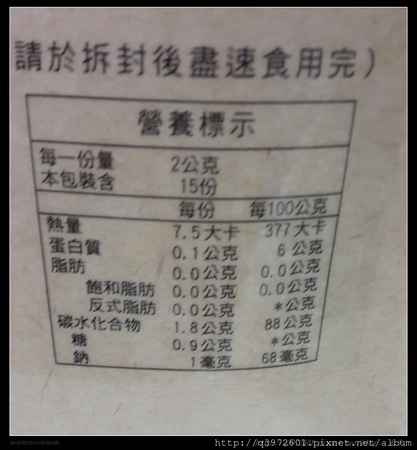 請於拆封後盡速食用完）
營養標示
每一份量 2公克
本包裝含 15份
每份 每100公克
熱量 7.5大卡 377大卡
蛋白質 0.1公克 6公克
脂肪 0.0公克 0.0公克
飽和脂肪 0.0公克 0.0公克
反式脂肪 0.0公克 *公克
碳水化合物 1.8公克 88公克
糖 0.9公克 *公克
鈉 1毫克 68毫克
http://q3972601.pixnet.net/album